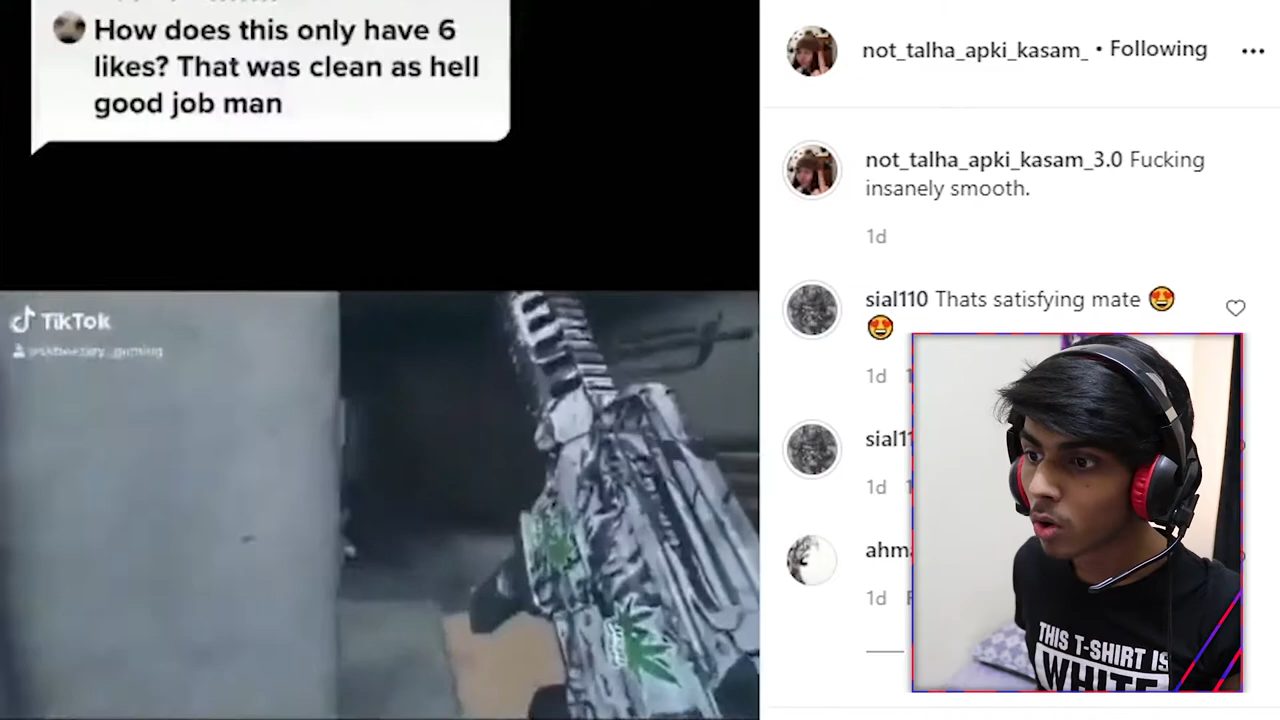 How does this only have 6
likes? That was clean as hell
good job man
TikTok
not_talha_apki_kasam_ • Following
not_talha_apki_kasam_3.0 Fucking
insanely smooth.
1d
sial110 Thats satisfying mate 😍
😍
1d
1d
1d
THIS T-SHIRT IS
WHITE